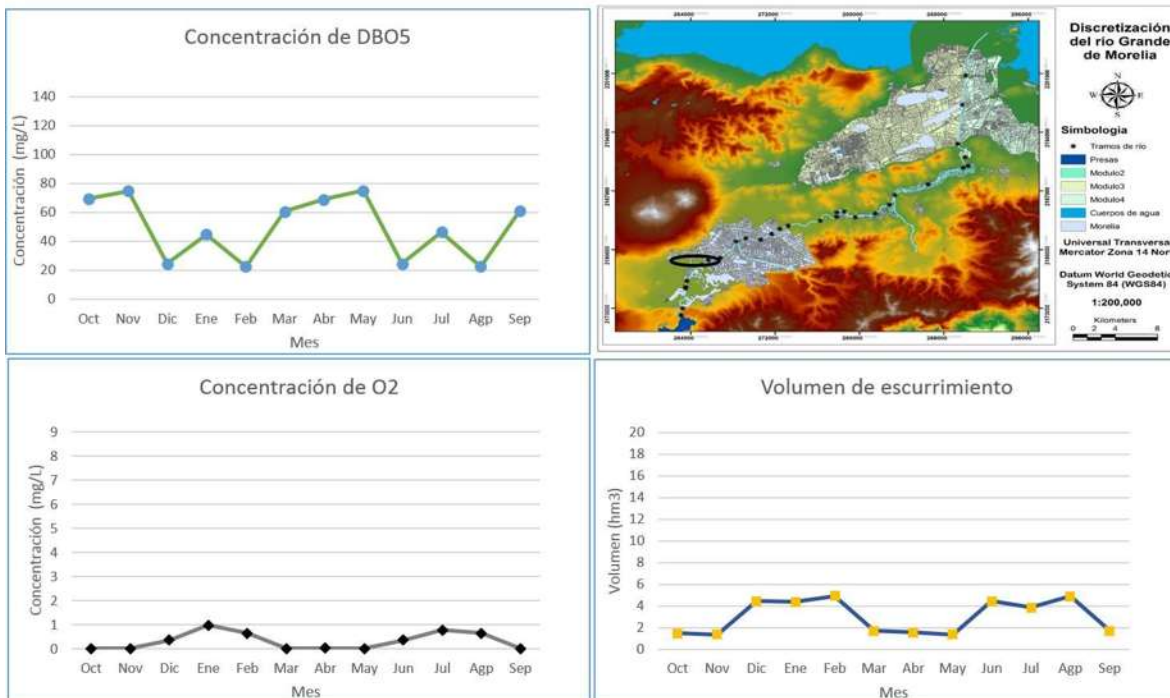 Concentración de DBO5
Concentración (mg/L)
140
120
100
80
60
40
20
0
Oct Nov Dic Ene Feb Mar Abr May Jun Jul Agp Sep
Mes
264000 272000
Discretización
del río Grande
de Morelia
N
W E
S
Simbologia
Tramos de río
Presas
Modulo2
Modulo3
Modulo4
Cuerpos de agua
Morelia
Universal Transversal
Mercator Zona 14 Nor
Datum World Geodetic
System 84 (WGS84)
1:200,000
Kilometers
0 2 4 8
264000 272000
Concentración de O2
Concentración (mg/L)
9
8
7
6
5
4
3
2
1
0
Oct Nov Dic Ene Feb Mar Abr May Jun Jul Agp Sep
Mes
Volumen de escurrimiento
Volumen (hm3)
20
18
16
14
12
10
8
6
4
2
0
Oct Nov Dic Ene Feb Mar Abr May Jun Jul Agp Sep
Mes